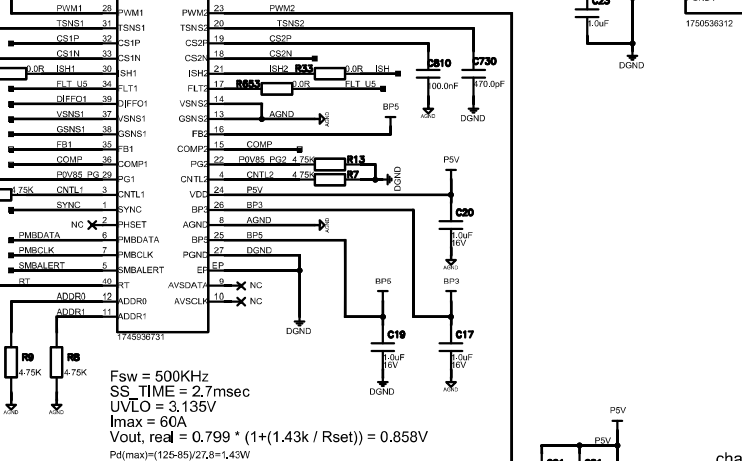 PWM1 28 PWM1 PWM2 23 PWM2
TSNS1 31 TSNS1 TSNS2 20 TSNS2
CS1P 32 CS1P CS2P 19 CS2P
CS1N 33 CS1N CS2N 18 CS2N
0.0R ISH1 30 ISH1 ISH2 21 ISH2 R33 0.0R ISH
FLT_U5 34 FLT1 FLT2 17 R653 0.0R FLT_U5
DIFFO1 39 DIFFO1 VSNS2 14
VSNS1 37 VSNS1 GSNS2 13 AGND AGND
GSNS1 38 GSNS1 FB2 16 BP5
FB1 35 FB1 COMP2 15 COMP
COMP 36 COMP1 PG2 22 P0V85_PG2 4.75K R13
P0V85_PG 29 PG1 CNTL2 4 CNTL2 4.75K R7 DGND
4.75K CNTL1 3 CNTL1 VDD 24 P5V
SYNC 1 SYNC BP3 26 BP3
NC 2 PHSET AGND 8 AGND AGND
PMBDATA 6 PMBDATA BP5 25 BP5
PMBCLK 7 PMBCLK PGND 27 DGND
SMBALERT 5 SMBALERT EP EP
RT 40 RT AVSDATA 9 NC
ADDR0 12 ADDR0 AVSCLK 10 NC
ADDR1 11 ADDR1
DGND
1745936731
C810
100.0nF
AGND
C730
470.0pF
DGND
C23
1.0uF
DGND
1750536312
P5V
C20
1.0uF
16V
AGND
BP5
C19
1.0uF
16V
DGND
BP3
C17
1.0uF
16V
AGND
R9
4.75K
AGND
R8
4.75K
AGND
Fsw = 500KHz
SS_TIME = 2.7msec
UVLO = 3.135V
Imax = 60A
Vout, real = 0.799 * (1+(1.43k / Rset)) = 0.858V
Pd(max)=(125-85)/27.8=1.43W
P5V
P5V
cha